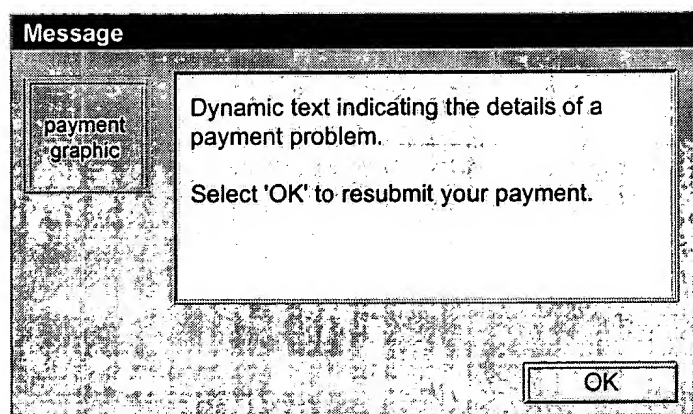 Message
payment
graphic
Dynamic text indicating the details of a
payment problem.
Select 'OK' to resubmit your payment.
OK